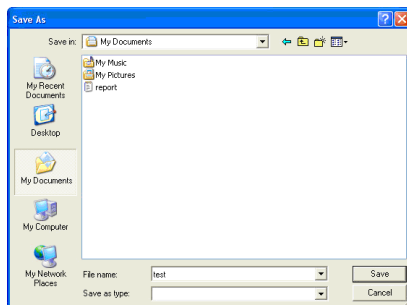 Save As
Save in:
My Documents
My Recent
Documents
Desktop
My Documents
My Computer
My Network
Places
My Music
My Pictures
report
File name:
test
Save
Save as type:
Cancel